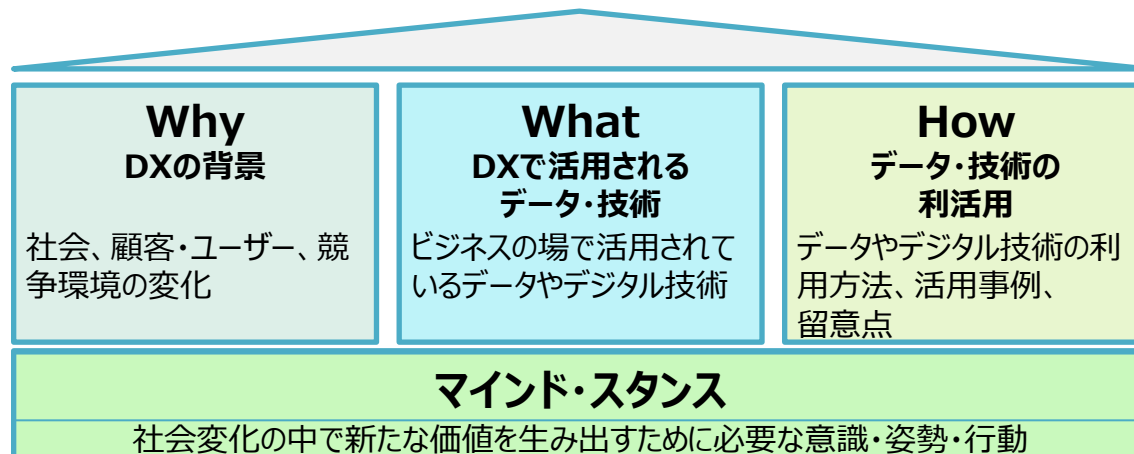 Why
DXの背景
社会、顧客・ユーザー、競
争環境の変化
What
DXで活用される
データ・技術
ビジネスの場で活用されて
いるデータやデジタル技術
How
データ・技術の
利活用
データやデジタル技術の利
用方法、活用事例、
留意点
マインド・スタンス
社会変化の中で新たな価値を生み出すために必要な意識・姿勢・行動